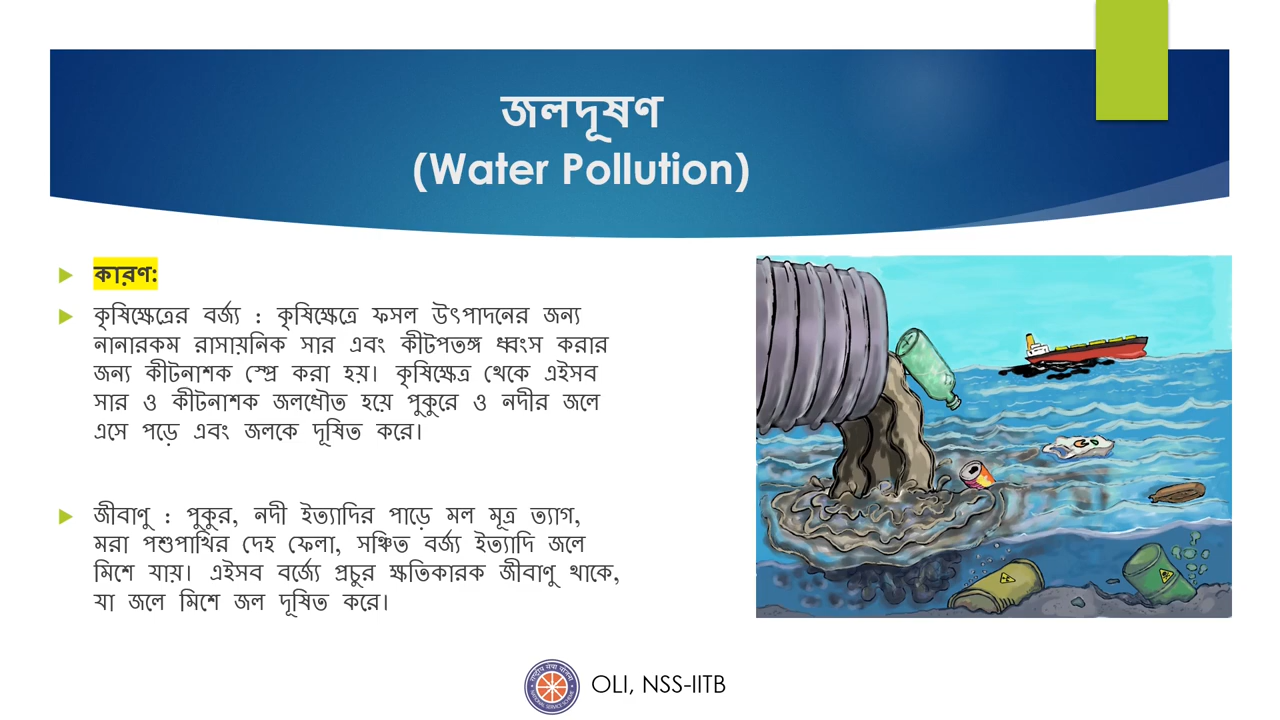 জলদূষণ
(Water Pollution)
কারণ:
কৃষিক্ষেত্রের বর্জ্য : কৃষিক্ষেত্রে ফসল উৎপাদনের জন্য
নানারকম রাসায়নিক সার এবং কীটপতঙ্গ ধ্বংস করার
জন্য কীটনাশক স্প্রে করা হয়। কৃষিক্ষেত্র থেকে এইসব
সার ও কীটনাশক জলধৌত হয়ে পুকুরে ও নদীর জলে
এসে পড়ে এবং জলকে দূষিত করে।
জীবাণু : পুকুর, নদী ইত্যাদির পাড়ে মল মূত্র ত্যাগ,
মরা পশুপাখির দেহ ফেলা, সঞ্চিত বর্জ্য ইত্যাদি জলে
মিশে যায়। এইসব বর্জ্যে প্রচুর ক্ষতিকারক জীবাণু থাকে,
যা জলে মিশে জল দূষিত করে।
OLI, NSS-IITB